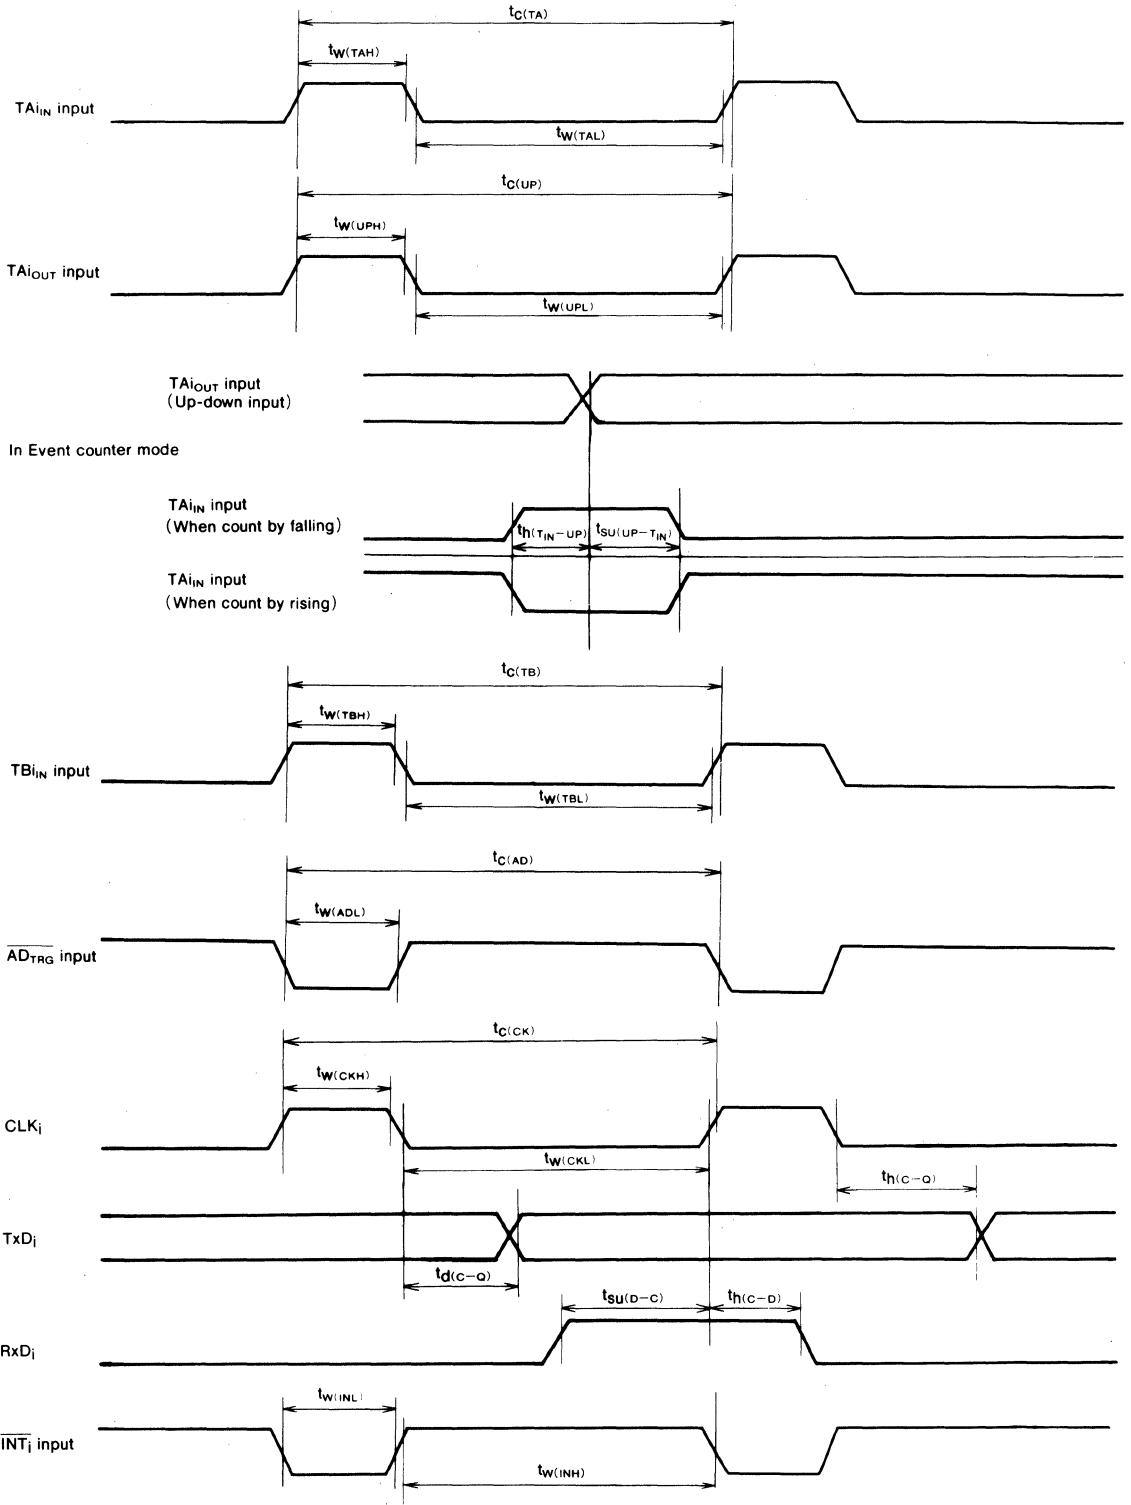 tC(TA)
tW(TAH)
TAiIN input
tW(TAL)
tC(UP)
tW(UPH)
TAiOUT input
tW(UPL)
TAiOUT input
(Up-down input)
In Event counter mode
TAiIN input
(When count by falling)
th(TIN−UP) tSU(UP−TIN)
TAiIN input
(When count by rising)
tC(TB)
tW(TBH)
TBiIN input
tW(TBL)
tC(AD)
tW(ADL)
ADTRG input
tC(CK)
tW(CKH)
CLKi
tW(CKL)
th(C−Q)
TxDi
td(C−Q)
tSU(D−C) th(C−D)
RxDi
tW(INL)
INTi input
tW(INH)